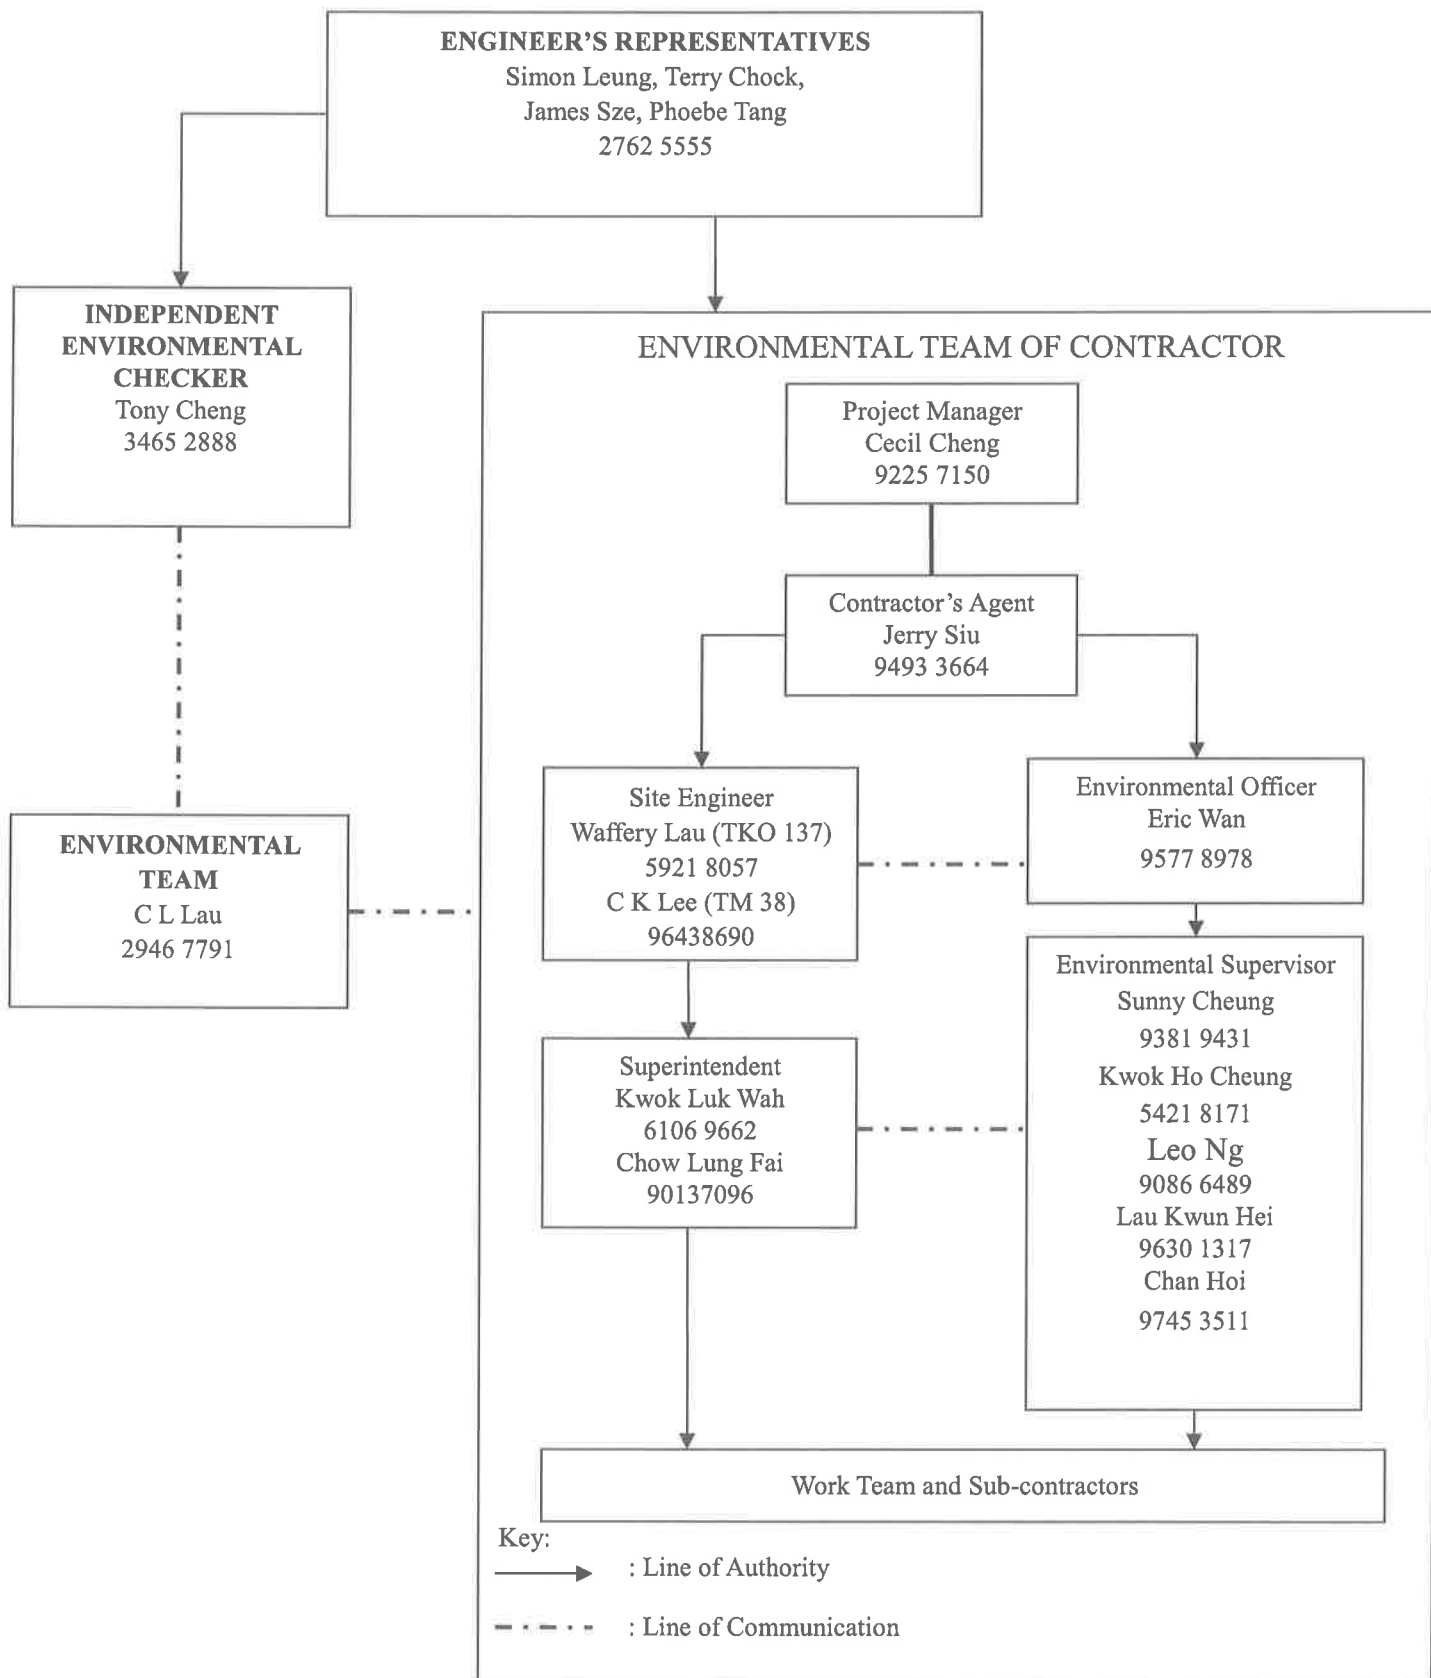 ENGINEER’S REPRESENTATIVES
Simon Leung, Terry Chock,
James Sze, Phoebe Tang
2762 5555
INDEPENDENT
ENVIRONMENTAL
CHECKER
Tony Cheng
3465 2888
ENVIRONMENTAL
TEAM
C L Lau
2946 7791
ENVIRONMENTAL TEAM OF CONTRACTOR
Project Manager
Cecil Cheng
9225 7150
Contractor’s Agent
Jerry Siu
9493 3664
Site Engineer
Waffery Lau (TKO 137)
5921 8057
C K Lee (TM 38)
96438690
Environmental Officer
Eric Wan
9577 8978
Superintendent
Kwok Luk Wah
6106 9662
Chow Lung Fai
90137096
Environmental Supervisor
Sunny Cheung
9381 9431
Kwok Ho Cheung
5421 8171
Leo Ng
9086 6489
Lau Kwun Hei
9630 1317
Chan Hoi
9745 3511
Work Team and Sub-contractors
Key:
: Line of Authority
: Line of Communication